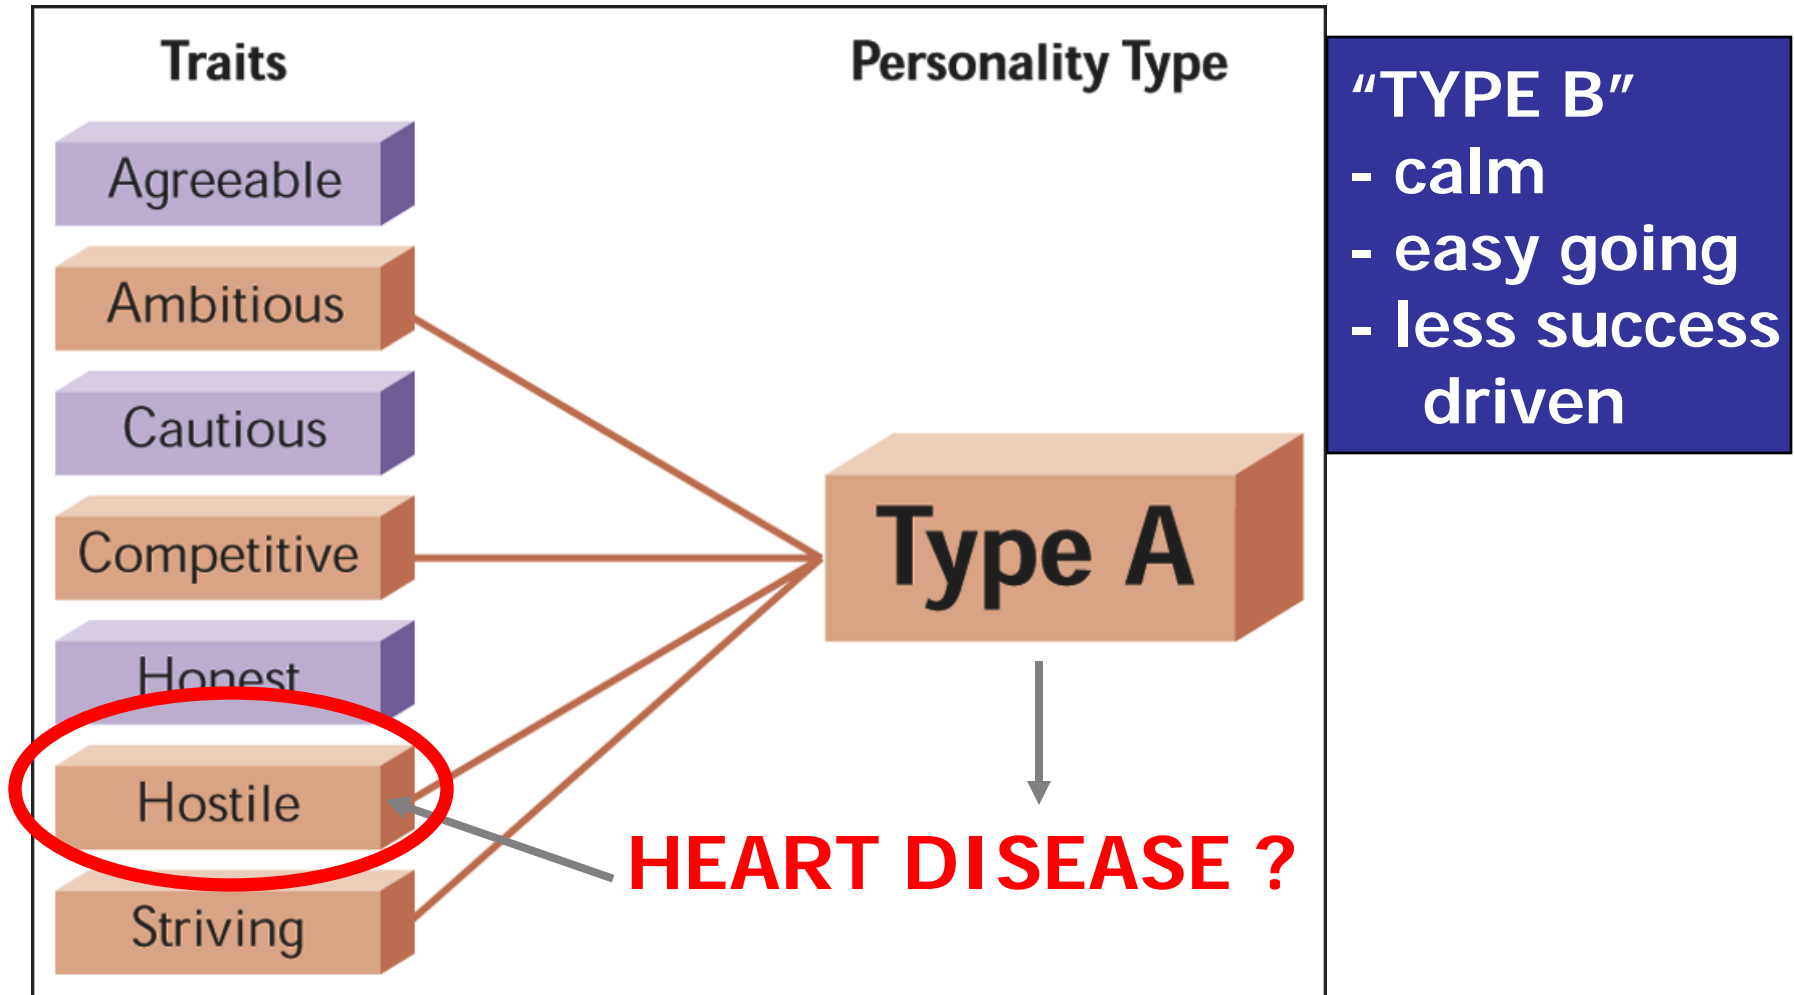 Traits
Personality Type
Agreeable
Ambitious
Cautious
Competitive
Honest
Hostile
Striving
Type A
HEART DISEASE ?
“TYPE B”
- calm
- easy going
- less success
driven